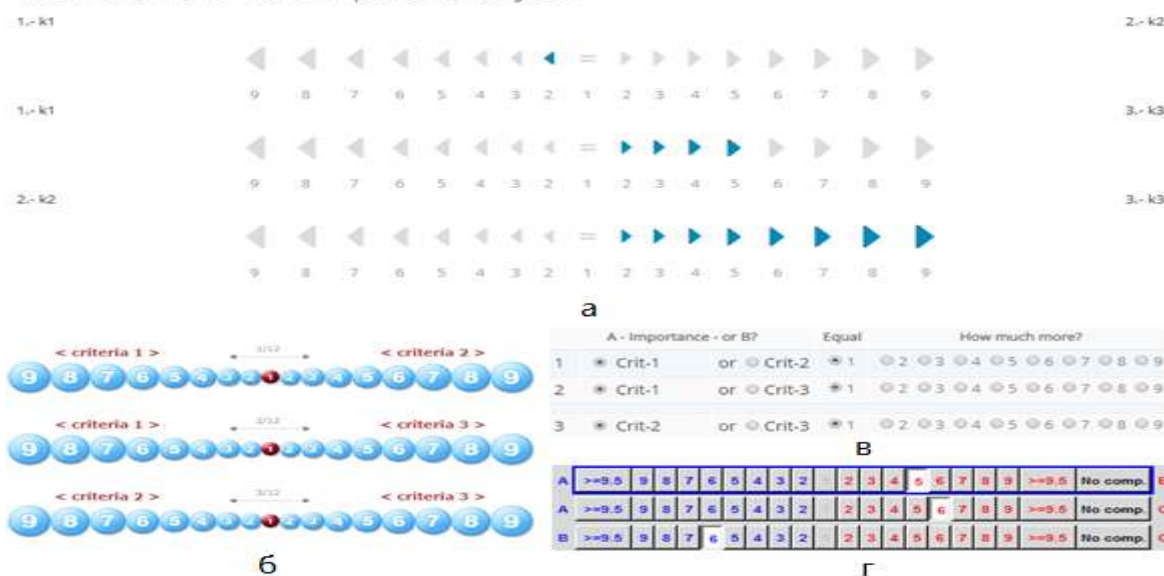 1.- k1 2.- k2
9 8 7 6 5 4 3 2 1 2 3 4 5 6 7 8 9
1.- k1 3.- k3
9 8 7 6 5 4 3 2 1 2 3 4 5 6 7 8 9
2.- k2 3.- k3
9 8 7 6 5 4 3 2 1 2 3 4 5 6 7 8 9
а
< criteria 1 > 1/12 < criteria 2 >
9 8 7 6 5 4 3 2 1 2 3 4 5 6 7 8 9
< criteria 1 > 2/12 < criteria 3 >
9 8 7 6 5 4 3 2 1 2 3 4 5 6 7 8 9
< criteria 2 > 3/12 < criteria 3 >
9 8 7 6 5 4 3 2 1 2 3 4 5 6 7 8 9
б
A - Importance - or B? Equal How much more?
1 Crit-1 or Crit-2 1 2 3 4 5 6 7 8 9
2 Crit-1 or Crit-3 1 2 3 4 5 6 7 8 9
3 Crit-2 or Crit-3 1 2 3 4 5 6 7 8 9
в
A >=9.5 9 8 7 6 5 4 3 2 2 3 4 5 6 7 8 9 >=9.5 No comp.
A >=9.5 9 8 7 6 5 4 3 2 2 3 4 5 6 7 8 9 >=9.5 No comp.
B >=9.5 9 8 7 6 5 4 3 2 2 3 4 5 6 7 8 9 >=9.5 No comp.
г